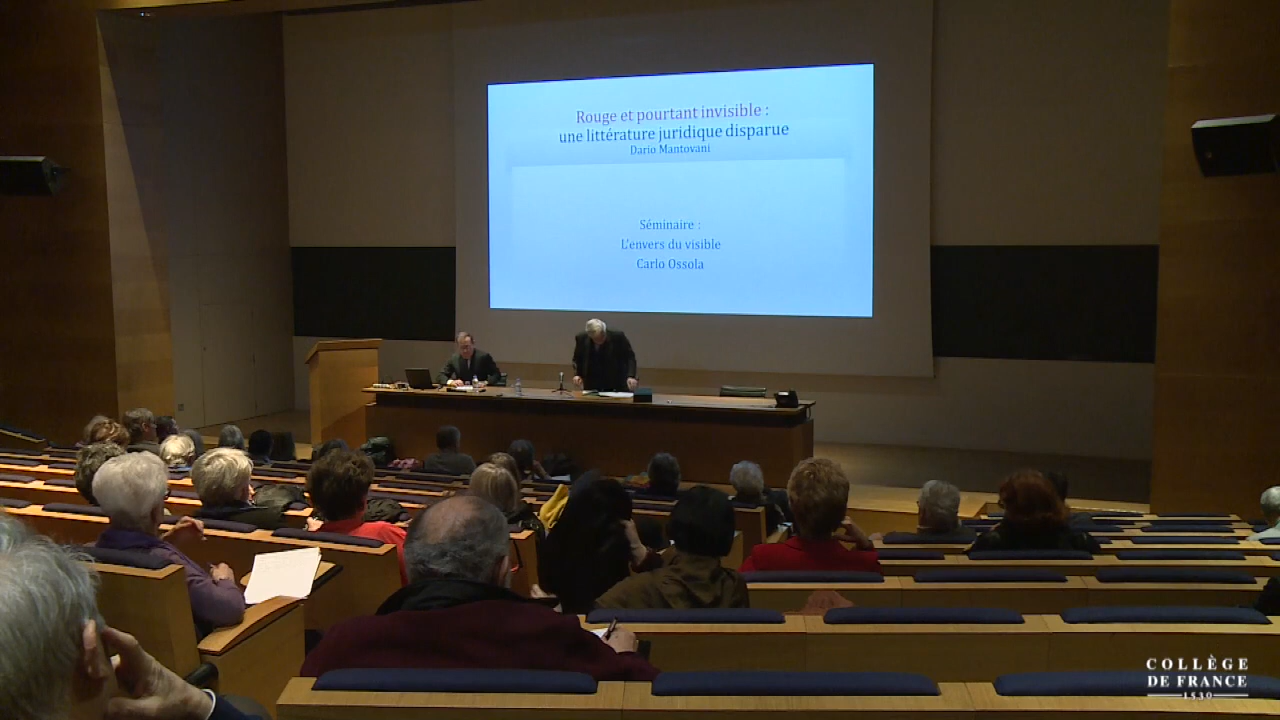 Rouge et pourtant invisible :
une littérature juridique disparue
Dario Mantovani
Séminaire :
L'envers du visible
Carlo Ossola
COLLÈGE
DE FRANCE
1530